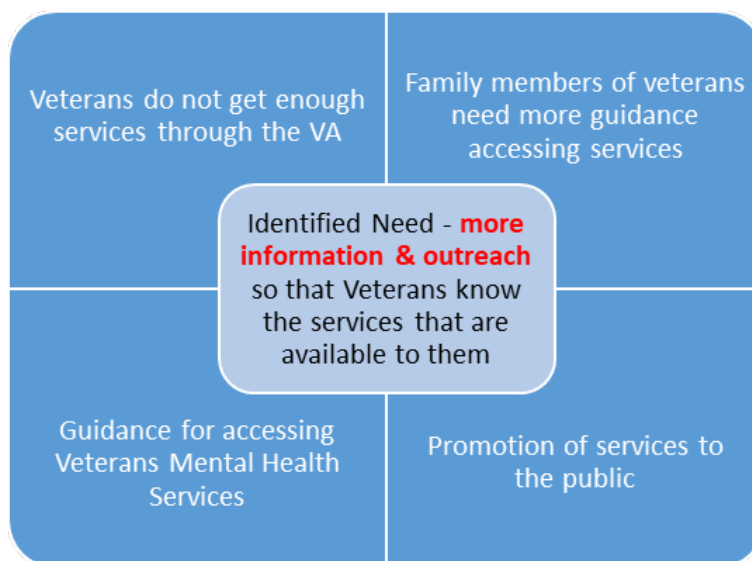 Veterans do not get enough
services through the VA
Family members of veterans
need more guidance
accessing services
Identified Need - more
information & outreach
so that Veterans know
the services that are
available to them
Guidance for accessing
Veterans Mental Health
Services
Promotion of services to
the public